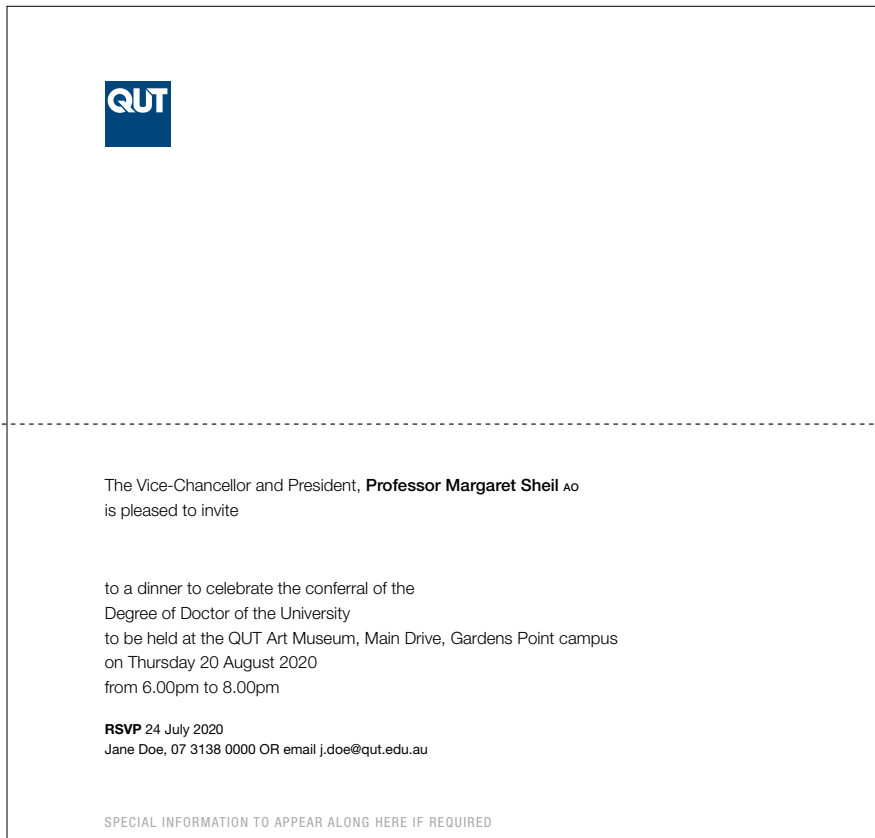 QUT
The Vice-Chancellor and President, Professor Margaret Sheil AO
is pleased to invite
to a dinner to celebrate the conferral of the
Degree of Doctor of the University
to be held at the QUT Art Museum, Main Drive, Gardens Point campus
on Thursday 20 August 2020
from 6.00pm to 8.00pm
RSVP 24 July 2020
Jane Doe, 07 3138 0000 OR email j.doe@qut.edu.au
SPECIAL INFORMATION TO APPEAR ALONG HERE IF REQUIRED